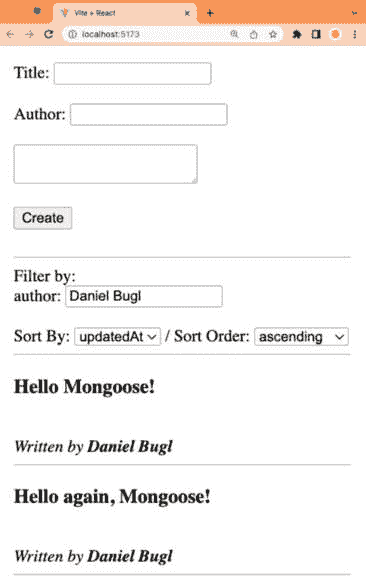 Vite + React
localhost:5173
Title:
Author:
Create
Filter by:
author: Daniel Bugl
Sort By: updatedAt / Sort Order: ascending
Hello Mongoose!
Written by Daniel Bugl
Hello again, Mongoose!
Written by Daniel Bugl